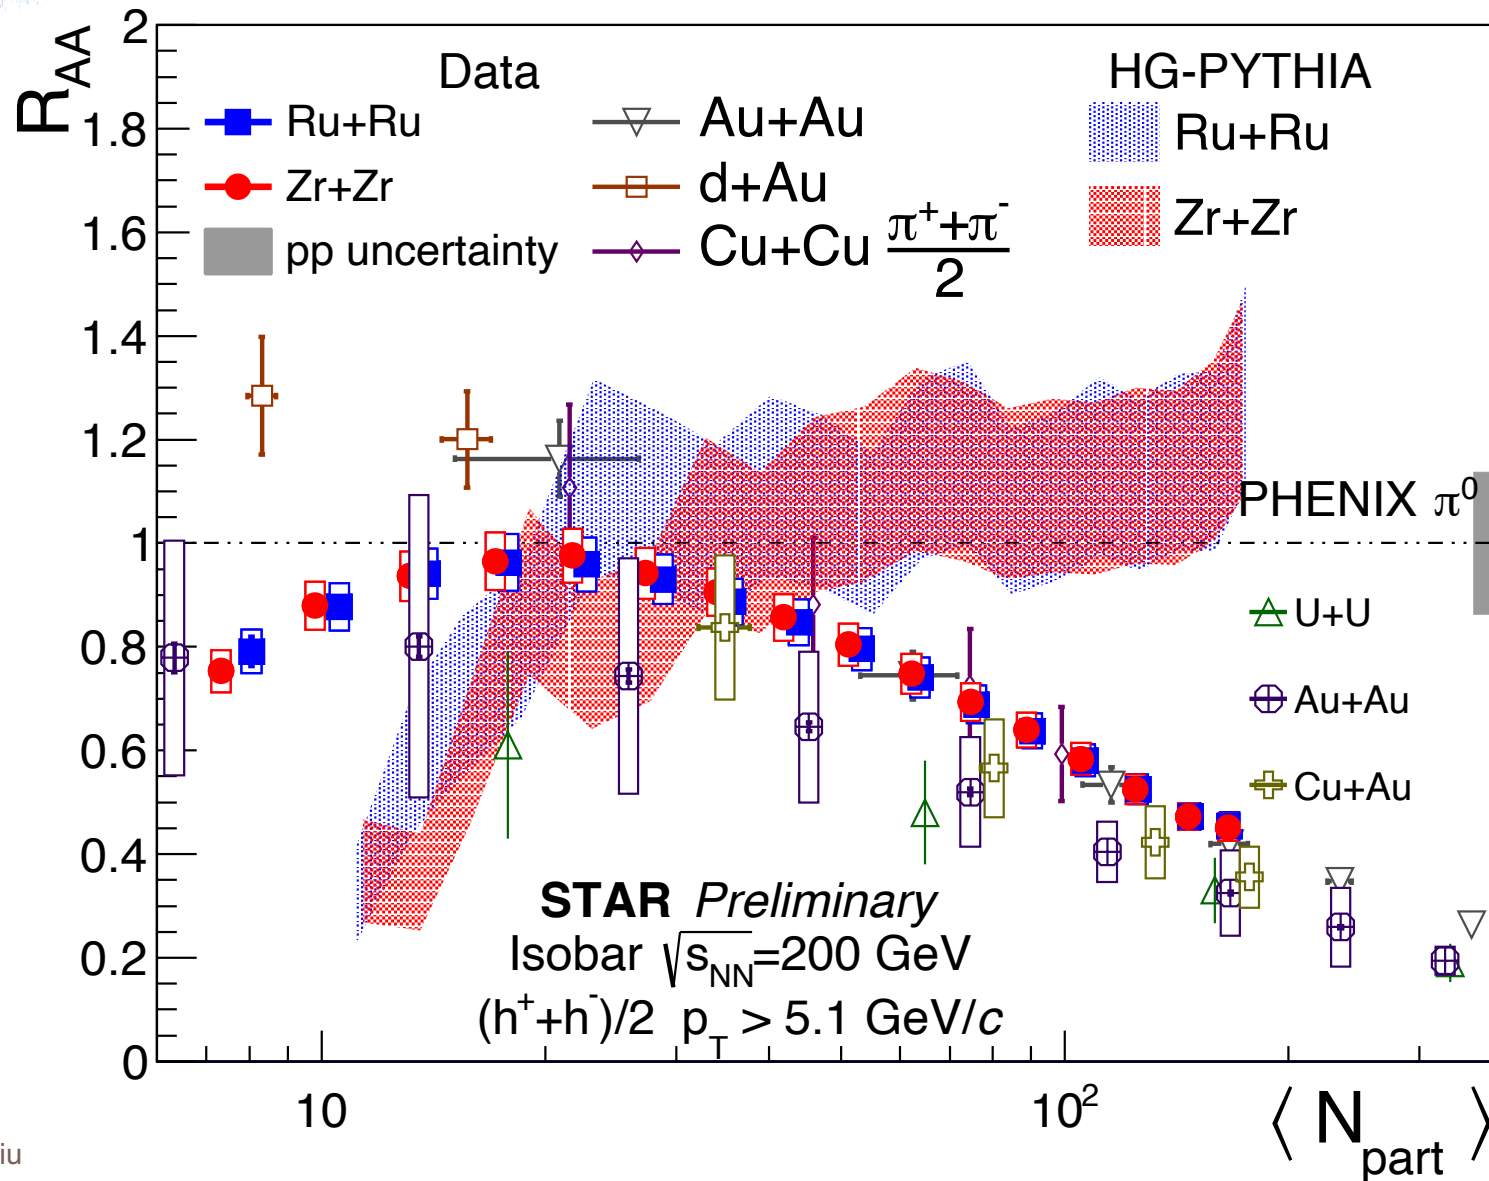 R_AA
2
1.8
1.6
1.4
1.2
1
0.8
0.6
0.4
0.2
0
Data
Ru+Ru
Zr+Zr
pp uncertainty
Au+Au
d+Au
Cu+Cu (π⁺+π⁻)/2
HG-PYTHIA
Ru+Ru
Zr+Zr
PHENIX π⁰
U+U
Au+Au
Cu+Au
STAR Preliminary
Isobar √s_NN=200 GeV
(h⁺+h⁻)/2 p_T > 5.1 GeV/c
10
10²
⟨ N_part ⟩
iu